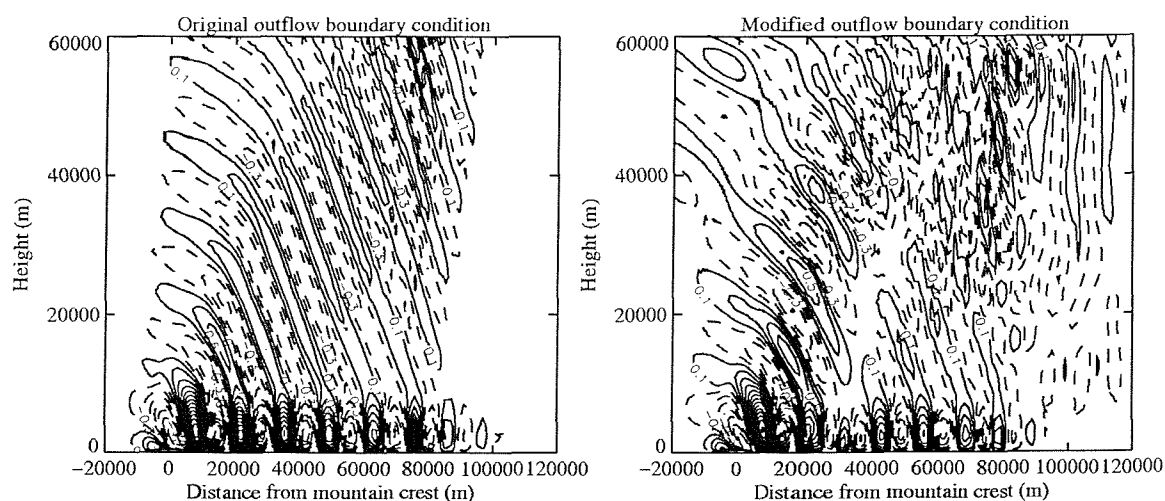 Original outflow boundary condition
60000
40000
20000
0
Height (m)
−20000 0 20000 40000 60000 80000 100000 120000
Distance from mountain crest (m)
Modified outflow boundary condition
60000
40000
20000
0
Height (m)
−20000 0 20000 40000 60000 80000 100000 120000
Distance from mountain crest (m)